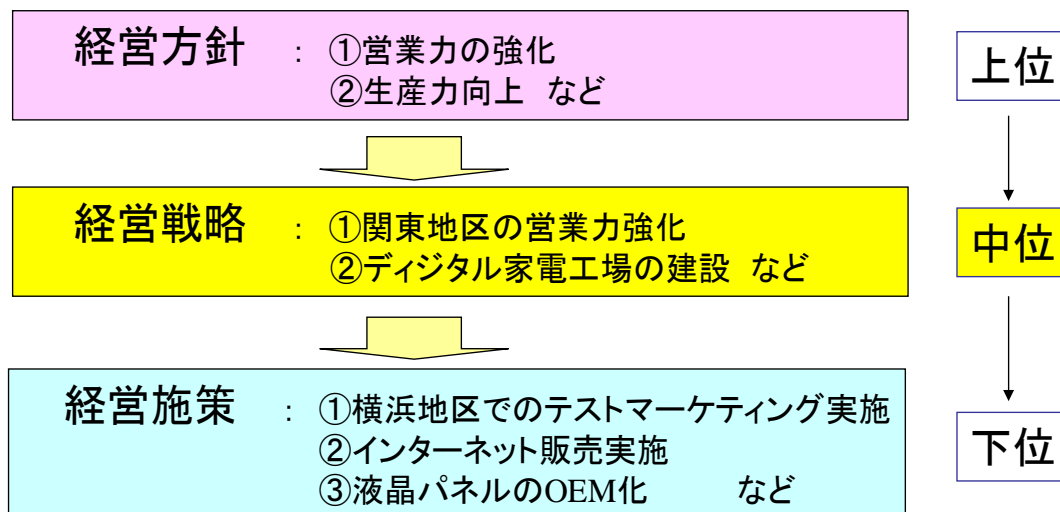 経営方針 : ①営業力の強化
②生産力向上 など
上位
経営戦略 : ①関東地区の営業力強化
②ディジタル家電工場の建設 など
中位
経営施策 : ①横浜地区でのテストマーケティング実施
②インターネット販売実施
③液晶パネルのOEM化 など
下位